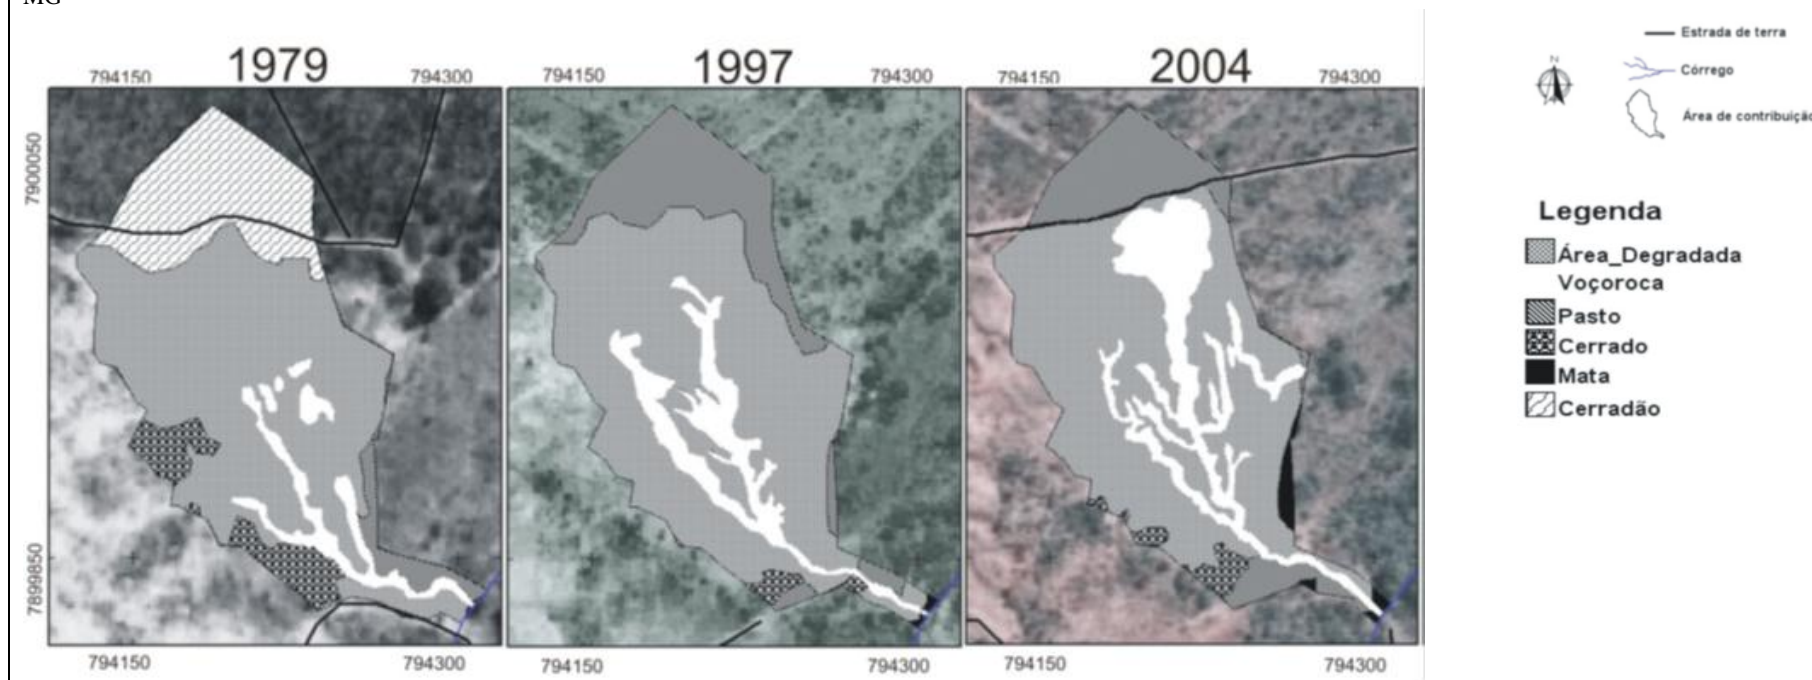 MG
1979
794150 794300
1997
794150 794300
2004
794150 794300
7900050
7899850
794150 794300
794150 794300
794150 794300
Estrada de terra
N
Córrego
Área de contribuição
Legenda
Área_Degradada
Voçoroca
Pasto
Cerrado
Mata
Cerradão